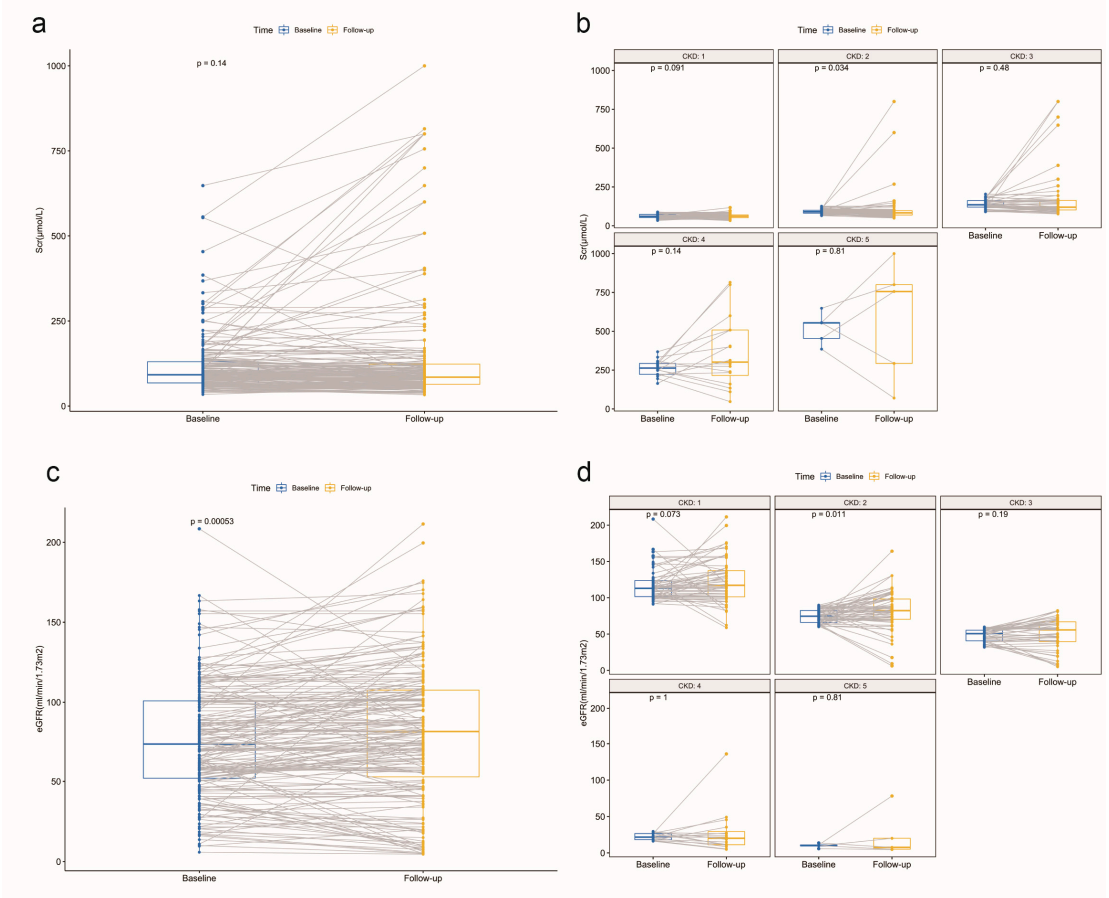 a
Time Baseline Follow-up
p = 0.14
1000
750
500
250
0
Scr(μmol/L)
Baseline Follow-up
b
Time Baseline Follow-up
CKD: 1 CKD: 2 CKD: 3
p = 0.091 p = 0.034 p = 0.48
1000
750
500
250
0
Baseline Follow-up
Scr(μmol/L)
CKD: 4 CKD: 5
p = 0.14 p = 0.81
1000
750
500
250
0
Baseline Follow-up Baseline Follow-up
c
Time Baseline Follow-up
p = 0.00053
200
150
100
50
0
eGFR(ml/min/1.73m2)
Baseline Follow-up
d
Time Baseline Follow-up
CKD: 1 CKD: 2 CKD: 3
p = 0.073 p = 0.011 p = 0.19
200
150
100
50
0
Baseline Follow-up
eGFR(ml/min/1.73m2)
CKD: 4 CKD: 5
p = 1 p = 0.81
200
150
100
50
0
Baseline Follow-up Baseline Follow-up